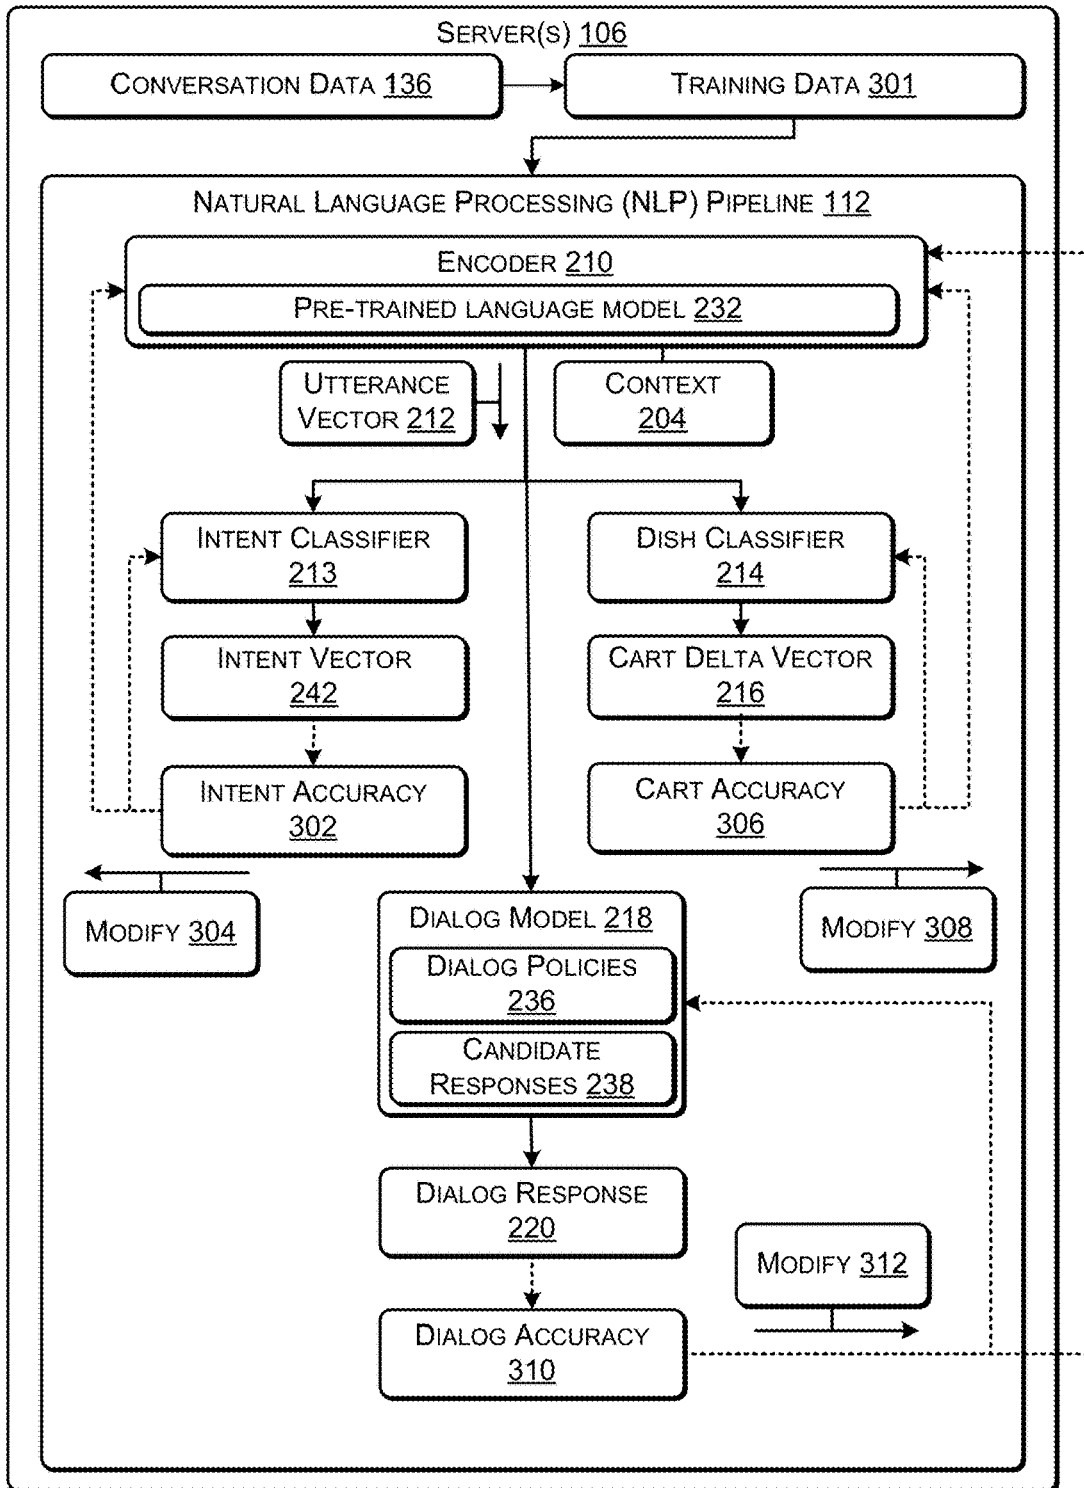 SERVER(S) 106
CONVERSATION DATA 136
TRAINING DATA 301
NATURAL LANGUAGE PROCESSING (NLP) PIPELINE 112
ENCODER 210
PRE-TRAINED LANGUAGE MODEL 232
UTTERANCE
VECTOR 212
CONTEXT
204
INTENT CLASSIFIER
213
DISH CLASSIFIER
214
INTENT VECTOR
242
CART DELTA VECTOR
216
INTENT ACCURACY
302
CART ACCURACY
306
MODIFY 304
DIALOG MODEL 218
DIALOG POLICIES
236
CANDIDATE
RESPONSES 238
MODIFY 308
DIALOG RESPONSE
220
MODIFY 312
DIALOG ACCURACY
310